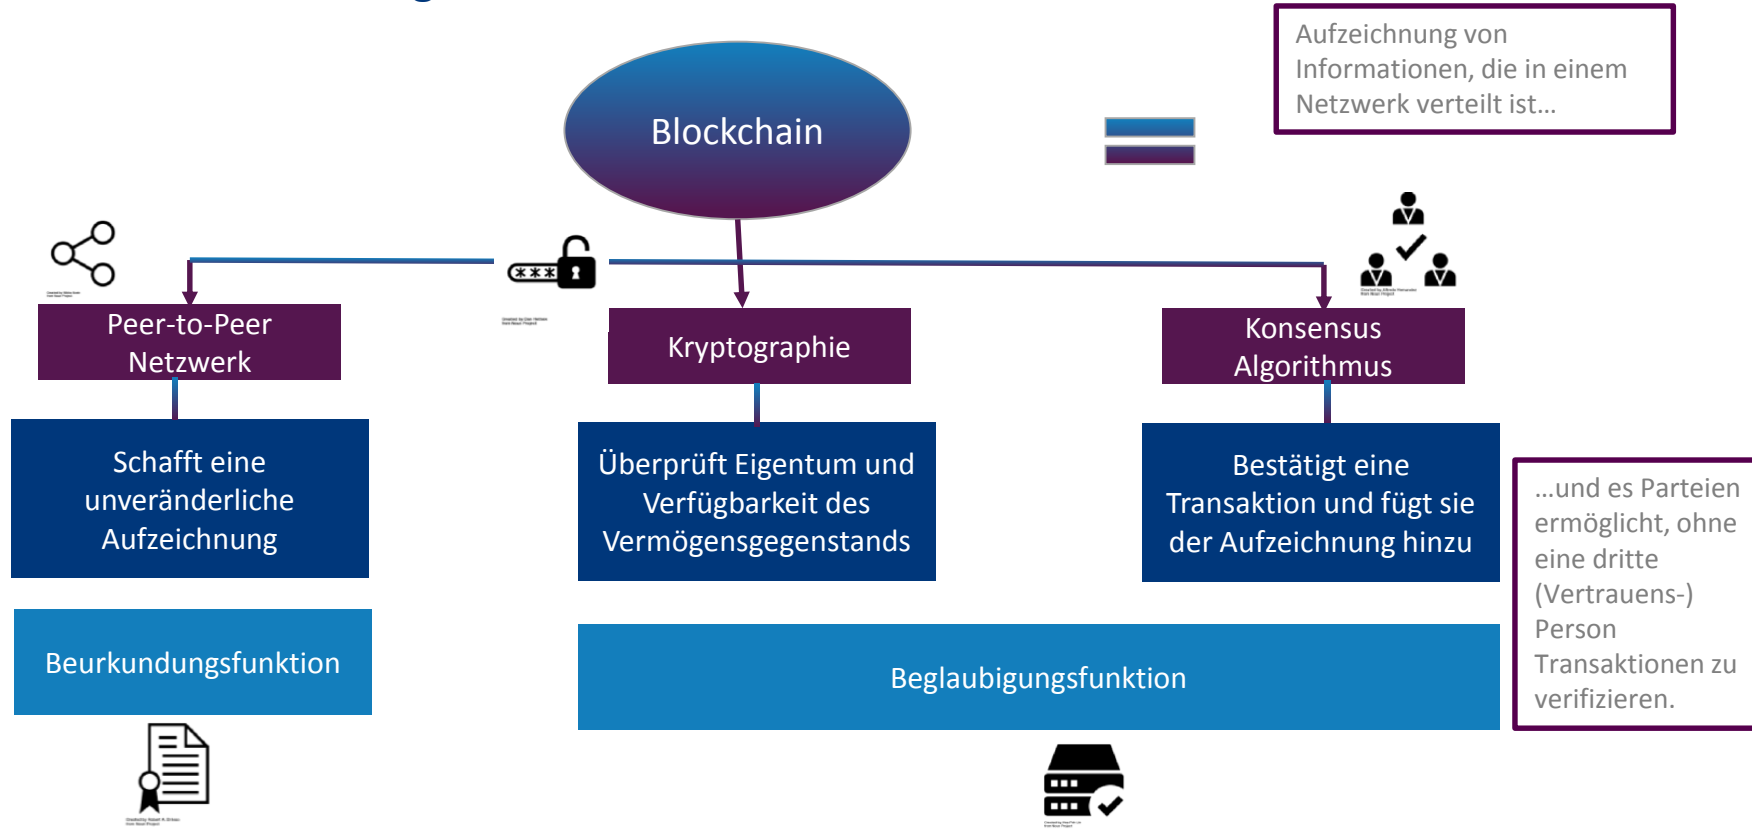 Aufzeichnung von
Informationen, die in einem
Netzwerk verteilt ist...
Blockchain
***
Peer-to-Peer
Netzwerk
Kryptographie
Konsensus
Algorithmus
Schafft eine
unveränderliche
Aufzeichnung
Überprüft Eigentum und
Verfügbarkeit des
Vermögensgegenstands
Bestätigt eine
Transaktion und fügt sie
der Aufzeichnung hinzu
...und es Parteien
ermöglicht, ohne
eine dritte
(Vertrauens-)
Person
Transaktionen zu
verifizieren.
Beurkundungsfunktion
Beglaubigungsfunktion